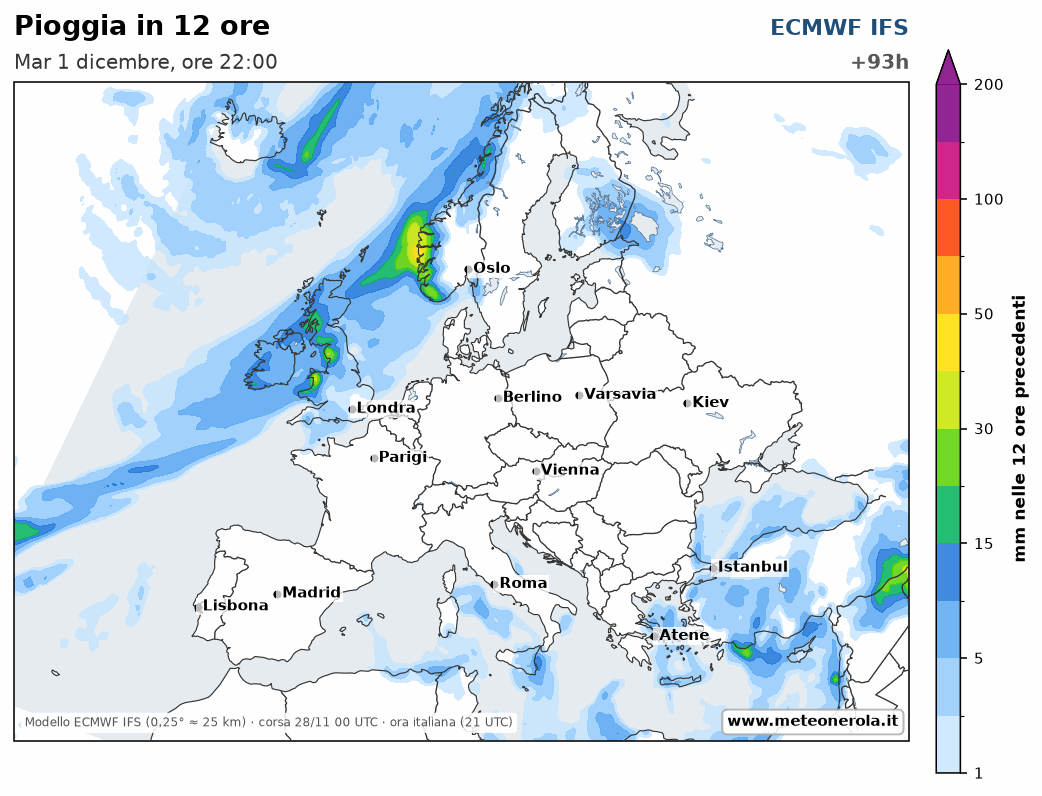 Pioggia in 12 ore
ECMWF IFS
Mar 1 dicembre, ore 22:00
+93h
200
100
50
30
15
5
1
mm nelle 12 ore precedenti
Oslo
Berlino
Varsavia
Kiev
Londra
Parigi
Vienna
Istanbul
Roma
Madrid
Lisbona
Atene
Modello ECMWF IFS (0,25° ≈ 25 km) · corsa 28/11 00 UTC · ora italiana (21 UTC)
www.meteonerola.it